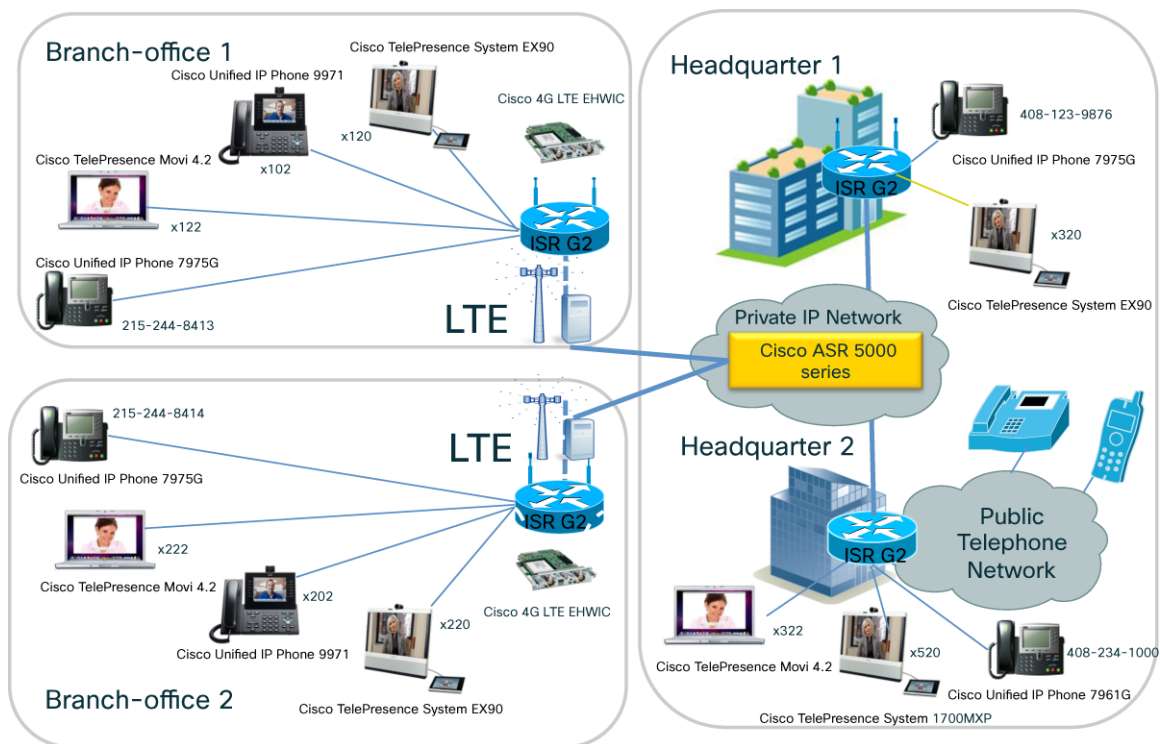 Branch-office 1
Cisco TelePresence System EX90
Cisco Unified IP Phone 9971
Cisco 4G LTE EHWIC
x120
Cisco TelePresence Movi 4.2
x102
x122
ISR G2
Cisco Unified IP Phone 7975G
215-244-8413
LTE
215-244-8414
LTE
Cisco Unified IP Phone 7975G
ISR G2
x222
Cisco TelePresence Movi 4.2
x202
Cisco 4G LTE EHWIC
x220
Cisco Unified IP Phone 9971
Branch-office 2
Cisco TelePresence System EX90
Headquarter 1
408-123-9876
Cisco Unified IP Phone 7975G
ISR G2
x320
Cisco TelePresence System EX90
Private IP Network
Cisco ASR 5000
series
Headquarter 2
Public
Telephone
Network
ISR G2
x322
x520
408-234-1000
Cisco TelePresence Movi 4.2
Cisco Unified IP Phone 7961G
Cisco TelePresence System 1700MXP